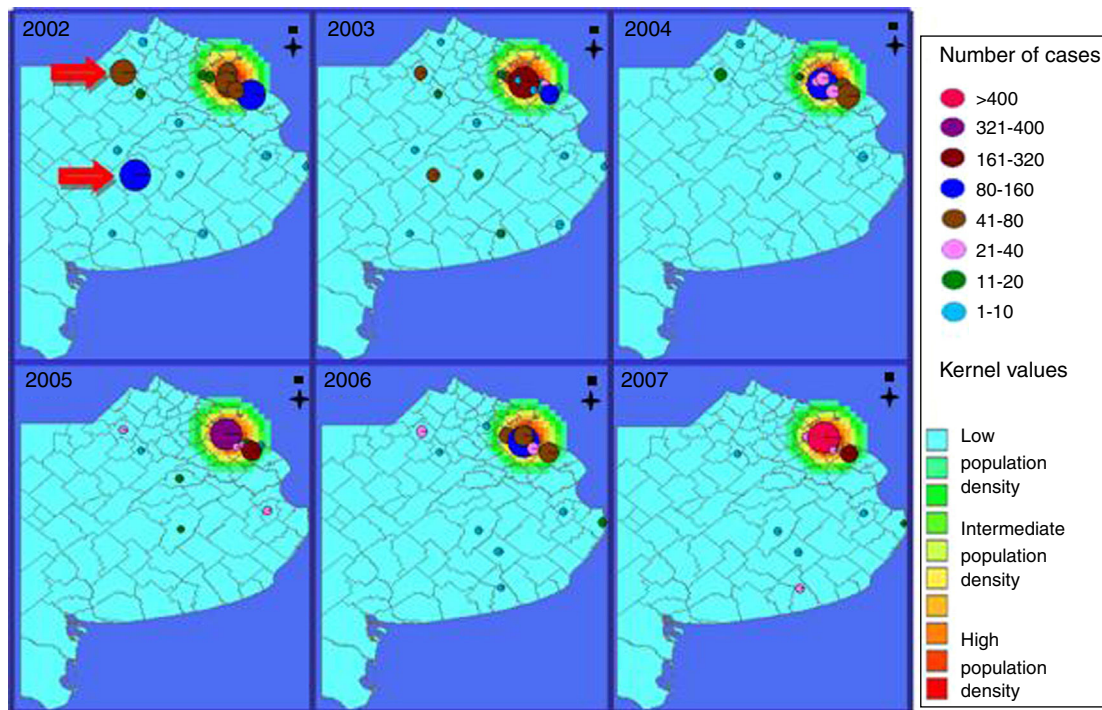 2002
2003
2004
2005
2006
2007
Number of cases
>400
321-400
161-320
80-160
41-80
21-40
11-20
1-10
Kernel values
Low
population
density
Intermediate
population
density
High
population
density